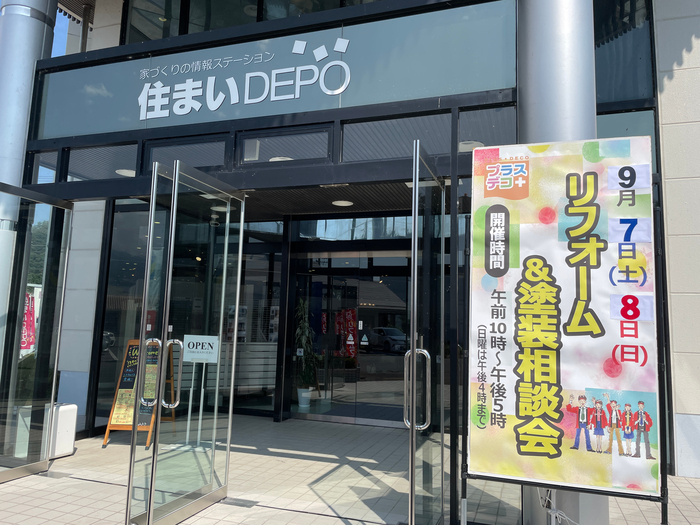 家づくりの情報ステーション
住まいDEPO
OPEN
プラス
デコ+
リフォーム
&塗装相談会
9月7日(土)8日(日)
開催時間
午前10時~午後5時
(日曜は午後4時まで)